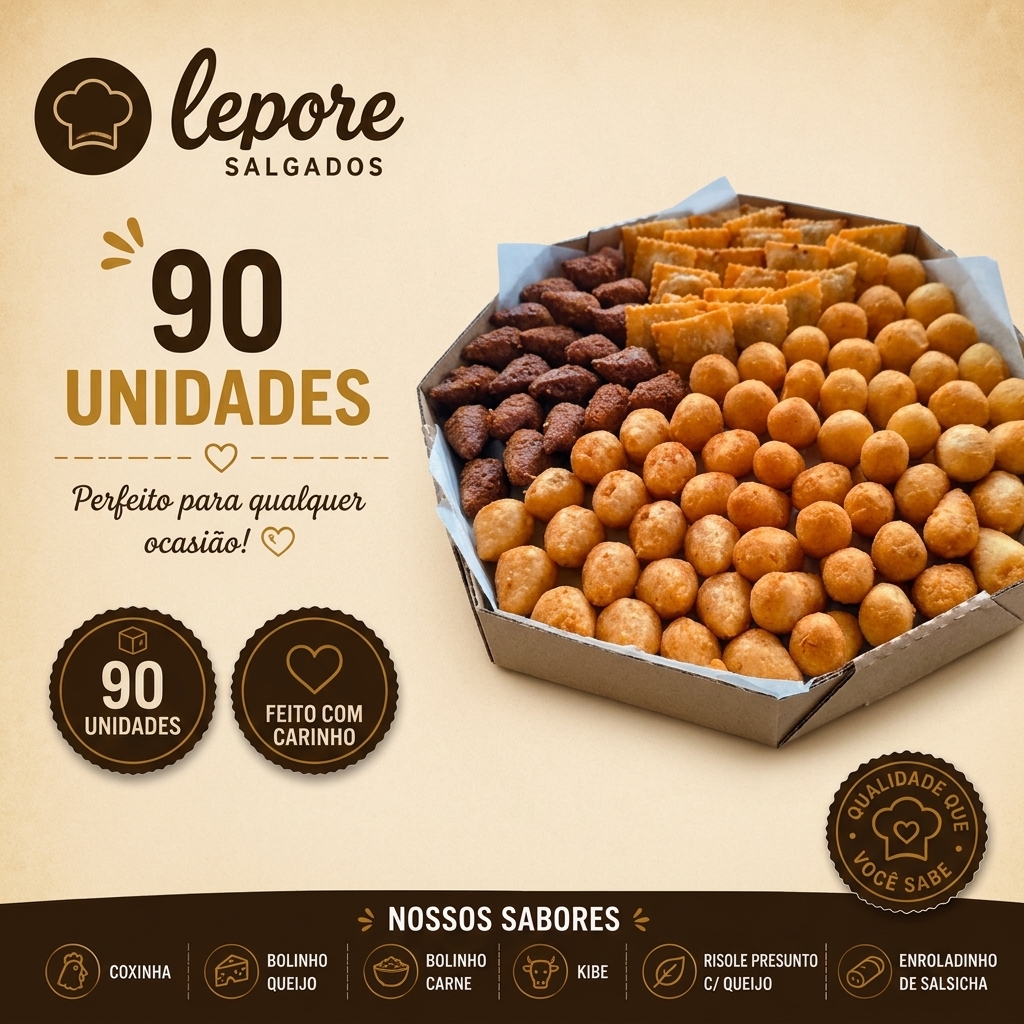 lepore
SALGADOS
90
UNIDADES
Perfeito para qualquer
ocasião!
90
UNIDADES
FEITO COM
CARINHO
QUALIDADE QUE
VOCÊ SABE
NOSSOS SABORES
COXINHA
BOLINHO
QUEIJO
BOLINHO
CARNE
KIBE
RISOLE PRESUNTO
C/ QUEIJO
ENROLADINHO
DE SALSICHA